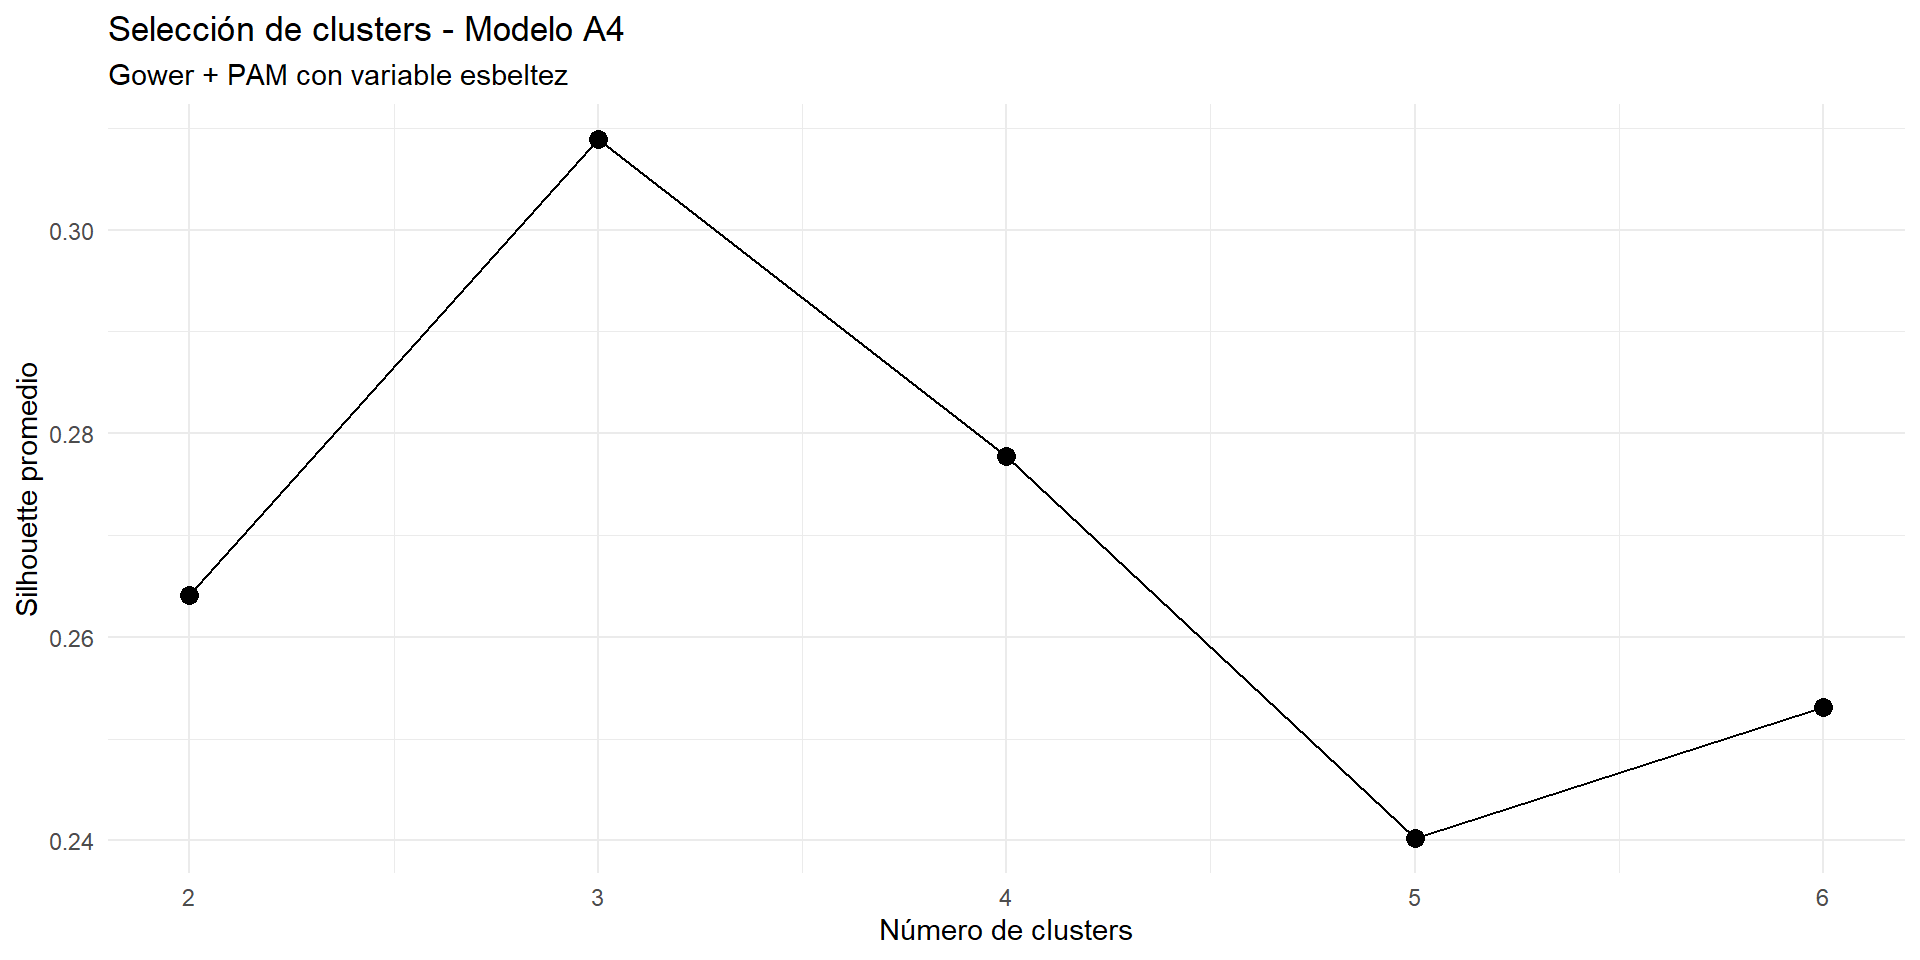 Selección de clusters - Modelo A4
Gower + PAM con variable esbeltez
Silhouette promedio
0.30
0.28
0.26
0.24
2 3 4 5 6
Número de clusters